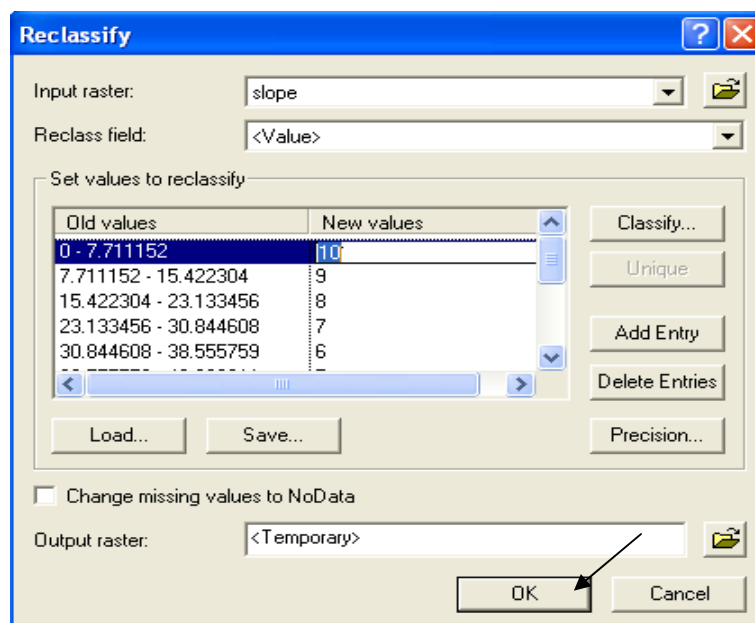 Reclassify
Input raster: slope
Reclass field: <Value>
Set values to reclassify
Old values New values
0 - 7.711152 10
7.711152 - 15.422304 9
15.422304 - 23.133456 8
23.133456 - 30.844608 7
30.844608 - 38.555759 6
Classify...
Unique
Add Entry
Delete Entries
Load... Save... Precision...
Change missing values to NoData
Output raster: <Temporary>
OK Cancel